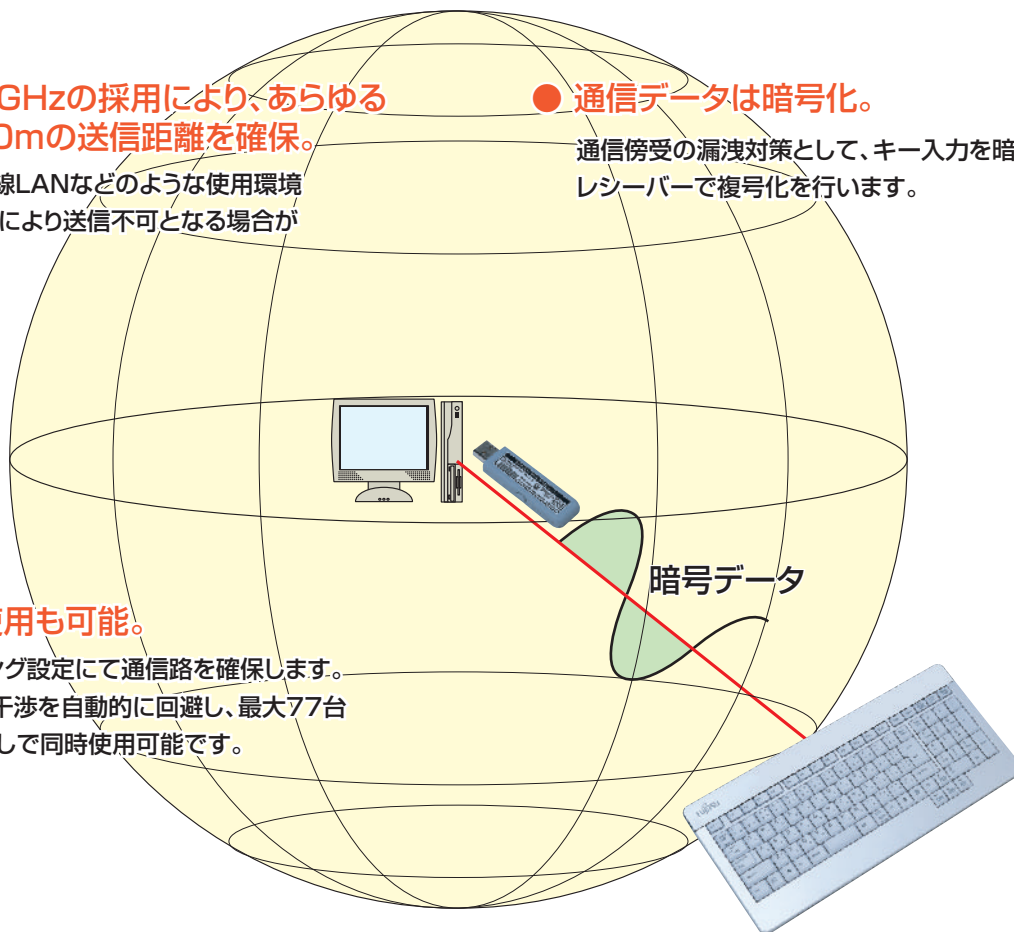 GHzの採用により、あらゆる
0mの送信距離を確保。
線LANなどのような使用環境
により送信不可となる場合が
● 通信データは暗号化。
通信傍受の漏洩対策として、キー入力を暗
レシーバーで複号化を行います。
暗号データ
使用も可能。
ング設定にて通信路を確保します。
干渉を自動的に回避し、最大77台
しで同時使用可能です。
FUJITSU